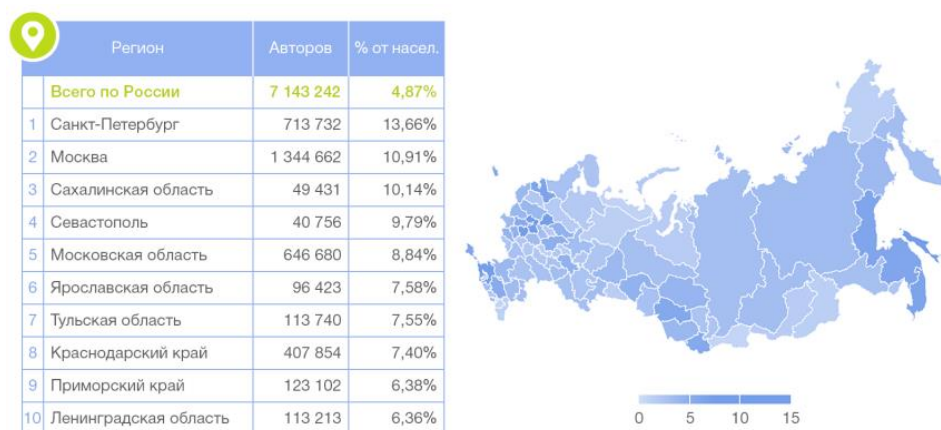 Регион Авторов % от насел.
Всего по России 7 143 242 4,87%
1 Санкт-Петербург 713 732 13,66%
2 Москва 1 344 662 10,91%
3 Сахалинская область 49 431 10,14%
4 Севастополь 40 756 9,79%
5 Московская область 646 680 8,84%
6 Ярославская область 96 423 7,58%
7 Тульская область 113 740 7,55%
8 Краснодарский край 407 854 7,40%
9 Приморский край 123 102 6,38%
10 Ленинградская область 113 213 6,36%
0 5 10 15